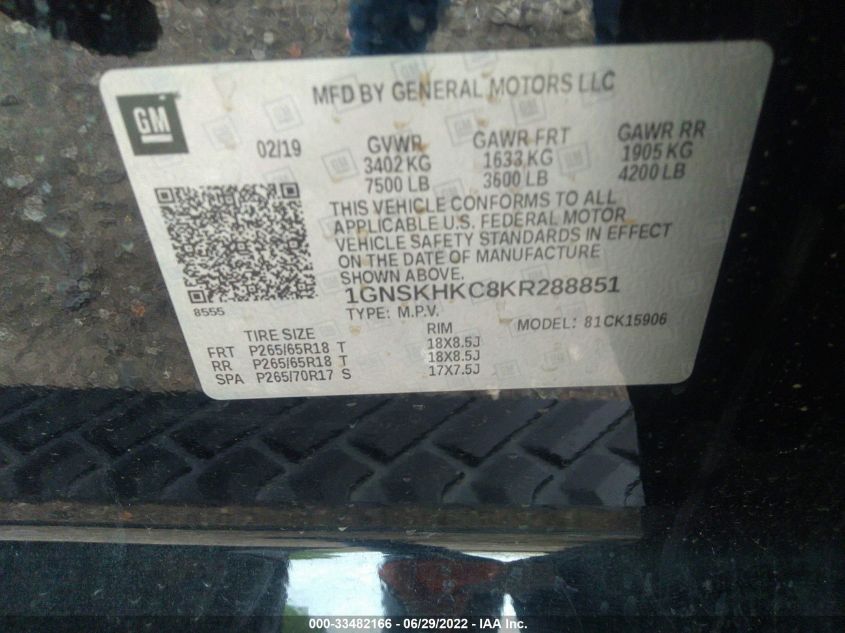 MFD BY GENERAL MOTORS LLC
GM
02/19
GVWR
3402 KG
7500 LB
GAWR FRT
1633 KG
3600 LB
GAWR RR
1905 KG
4200 LB
THIS VEHICLE CONFORMS TO ALL
APPLICABLE U.S. FEDERAL MOTOR
VEHICLE SAFETY STANDARDS IN EFFECT
ON THE DATE OF MANUFACTURE
SHOWN ABOVE.
8555
1GNSKHKC8KR288851
TYPE: M.P.V.
MODEL: 81CK15906
TIRE SIZE RIM
FRT P265/65R18 T 18X8.5J
RR P265/65R18 T 18X8.5J
SPA P265/70R17 S 17X7.5J
000-33482166 - 06/29/2022 - IAA Inc.